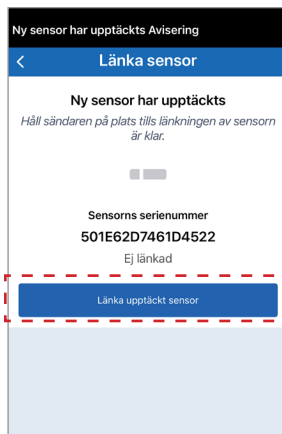 Ny sensor har upptäckts Avisering
Länka sensor
Ny sensor har upptäckts
Håll sändaren på plats tills länkningen av sensorn
är klar.
Sensorns serienummer
501E62D7461D4522
Ej länkad
Länka upptäckt sensor